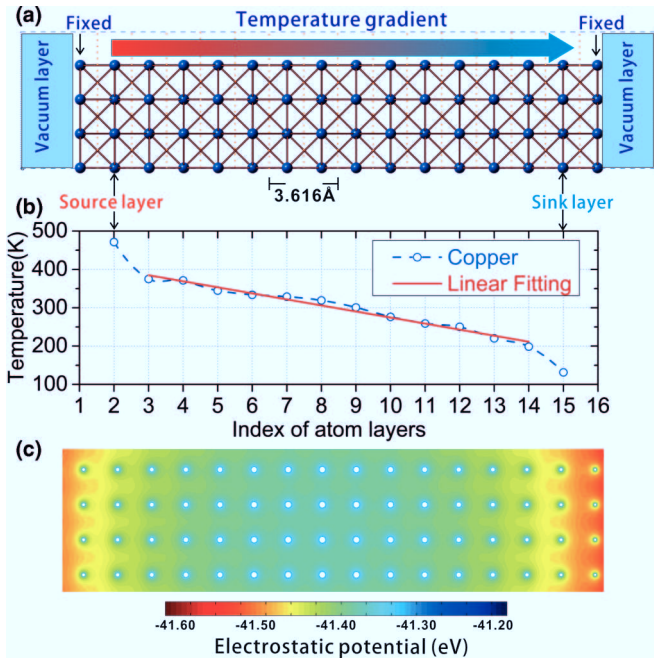 (a)
Temperature gradient
Fixed
Fixed
Vacuum layer
Vacuum layer
3.616Å
Source layer
Sink layer
(b)
Temperature(K)
500
400
300
200
100
Copper
Linear Fitting
1 2 3 4 5 6 7 8 9 10 11 12 13 14 15 16
Index of atom layers
(c)
-41.60 -41.50 -41.40 -41.30 -41.20
Electrostatic potential (eV)